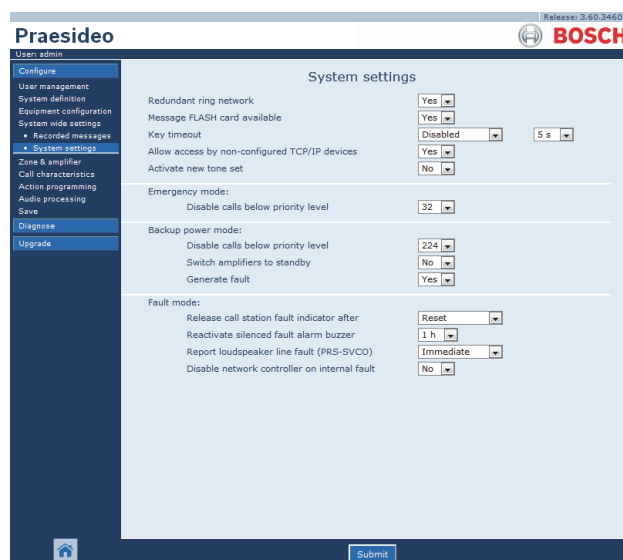 Release: 3.60.3460
Praesideo
BOSCH
User: admin
Configure
User management
System definition
Equipment configuration
System wide settings
• Recorded messages
• System settings
Zone & amplifier
Call characteristics
Action programming
Audio processing
Save
Diagnose
Upgrade
System settings
Redundant ring network Yes
Message FLASH card available Yes
Key timeout Disabled 5 s
Allow access by non-configured TCP/IP devices Yes
Activate new tone set No
Emergency mode:
Disable calls below priority level 32
Backup power mode:
Disable calls below priority level 224
Switch amplifiers to standby No
Generate fault Yes
Fault mode:
Release call station fault indicator after Reset
Reactivate silenced fault alarm buzzer 1 h
Report loudspeaker line fault (PRS-SVCO) Immediate
Disable network controller on internal fault No
Submit